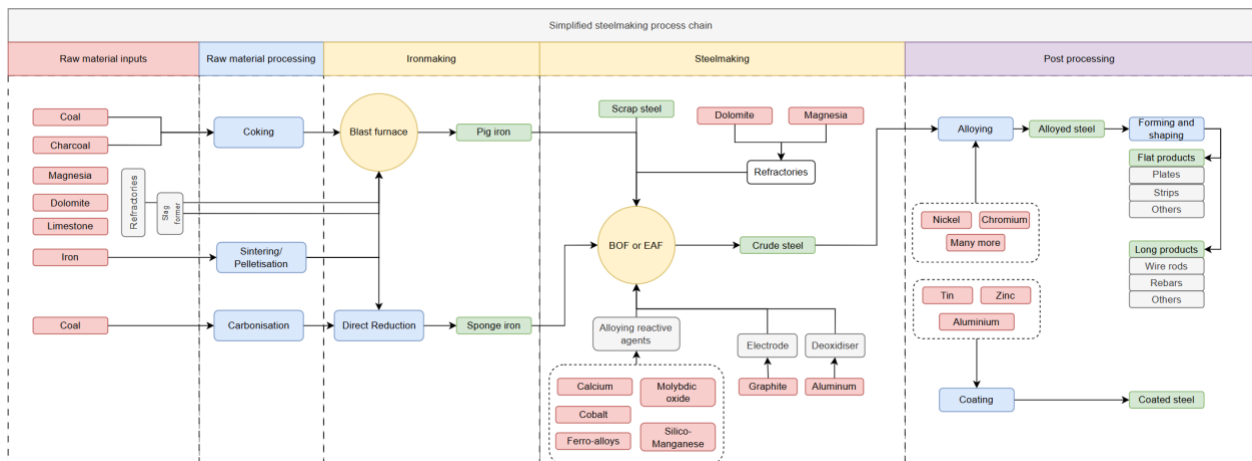 Simplified steelmaking process chain
Raw material inputs
Raw material processing
Ironmaking
Steelmaking
Post processing
Coal
Charcoal
Magnesia
Dolomite
Limestone
Iron
Coal
Refractories
Slag
former
Coking
Sintering/
Pelletisation
Carbonisation
Blast furnace
Direct Reduction
Pig iron
Sponge iron
Scrap steel
Dolomite
Magnesia
Refractories
BOF or EAF
Crude steel
Alloying reactive
agents
Electrode
Deoxidiser
Calcium
Cobalt
Ferro-alloys
Molybdic
oxide
Silico-
Manganese
Graphite
Aluminum
Alloying
Alloyed steel
Forming and
shaping
Flat products
Plates
Strips
Others
Nickel
Chromium
Many more
Long products
Wire rods
Rebars
Others
Tin
Zinc
Aluminium
Coating
Coated steel